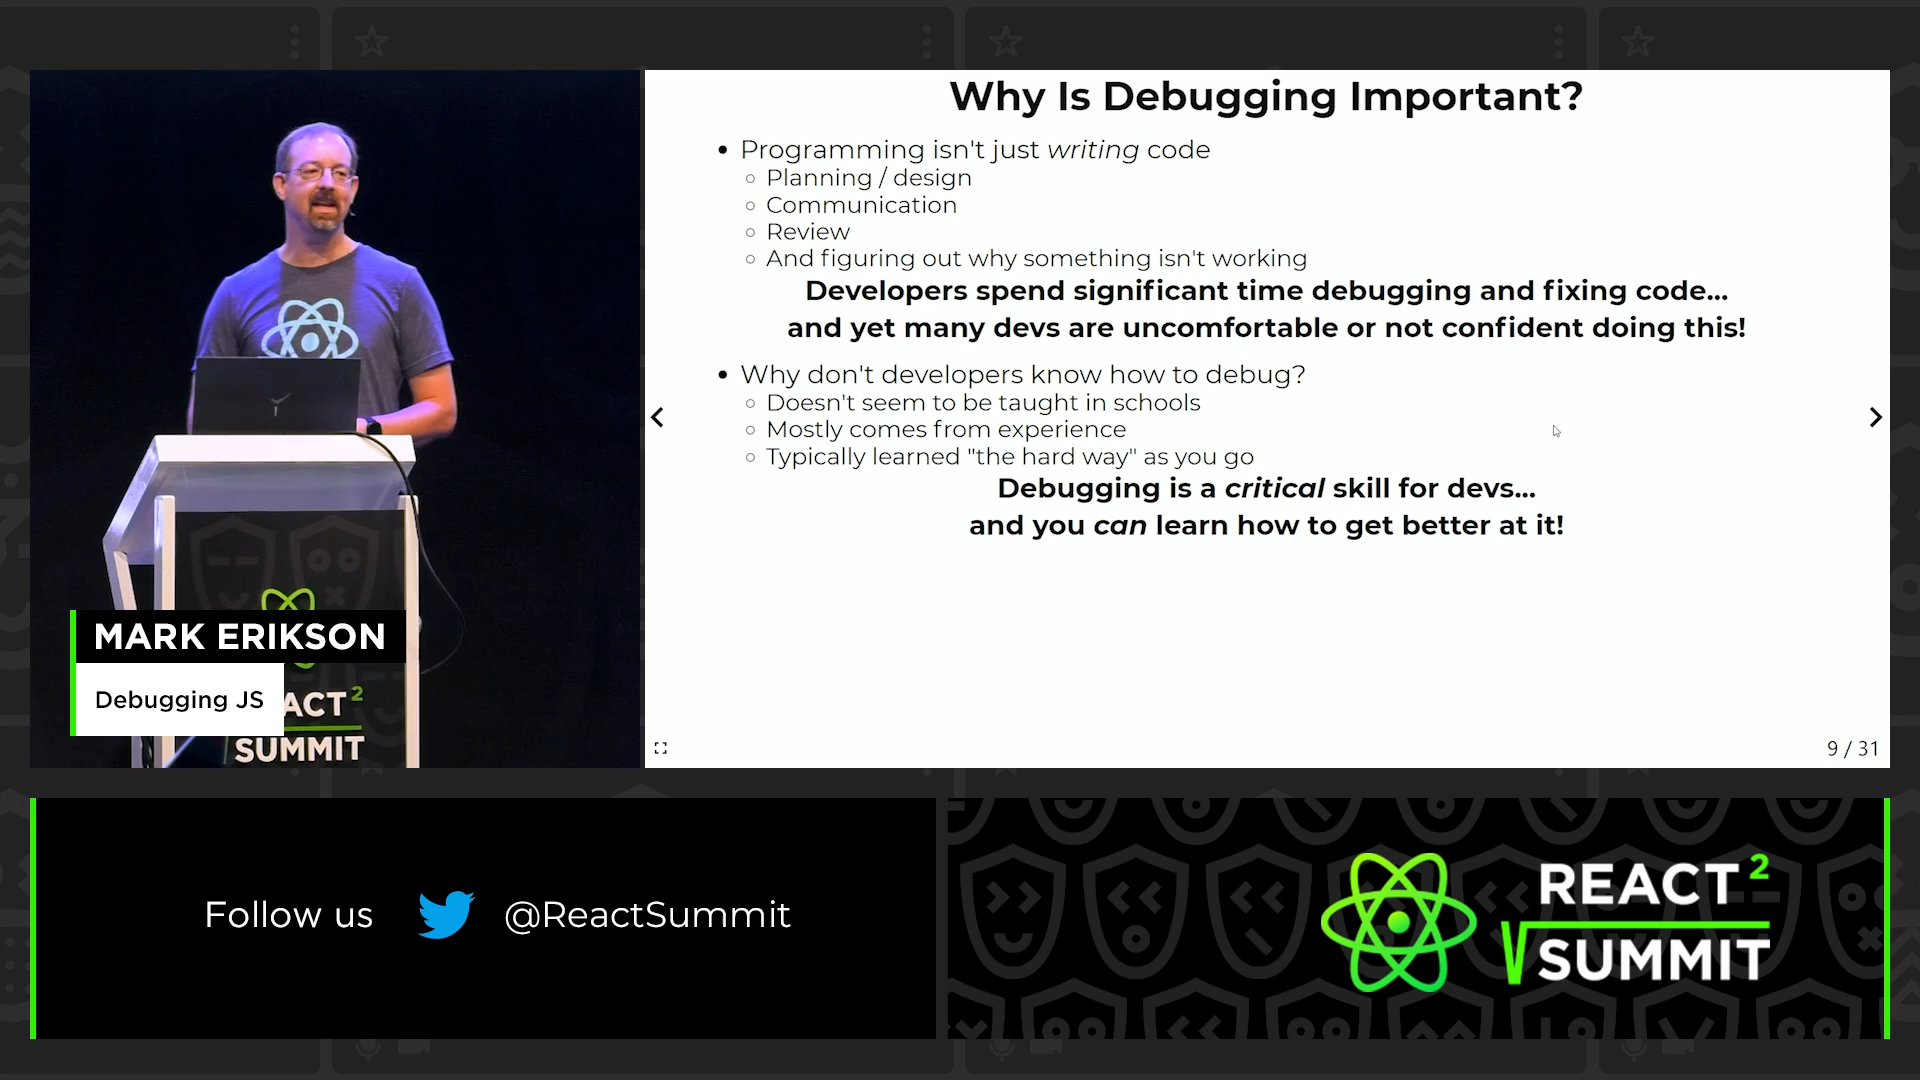 Why Is Debugging Important?
• Programming isn't just writing code
○ Planning / design
○ Communication
○ Review
○ And figuring out why something isn't working
Developers spend significant time debugging and fixing code...
and yet many devs are uncomfortable or not confident doing this!
• Why don't developers know how to debug?
○ Doesn't seem to be taught in schools
○ Mostly comes from experience
○ Typically learned "the hard way" as you go
Debugging is a critical skill for devs...
and you can learn how to get better at it!
9 / 31
MARK ERIKSON
Debugging JS
ACT 2
SUMMIT
Follow us @ReactSummit
REACT 2
SUMMIT